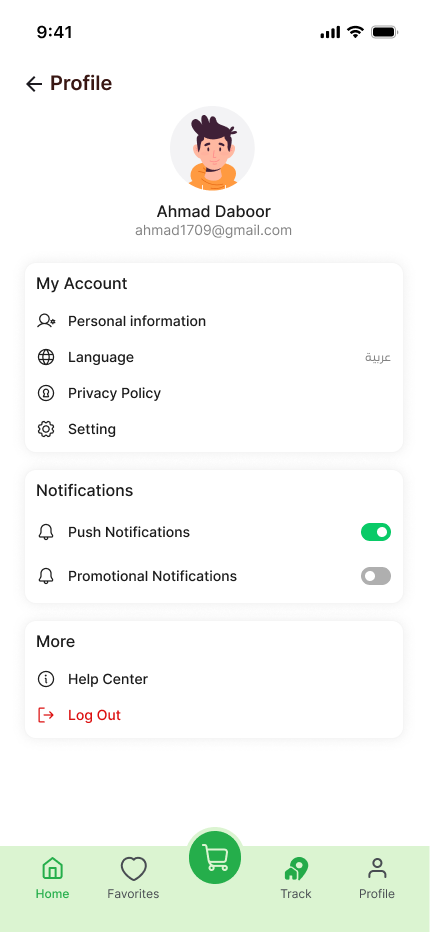 9:41
Profile
Ahmad Daboor
ahmad1709@gmail.com
My Account
Personal information
Language عربية
Privacy Policy
Setting
Notifications
Push Notifications
Promotional Notifications
More
Help Center
Log Out
Home Favorites Track Profile